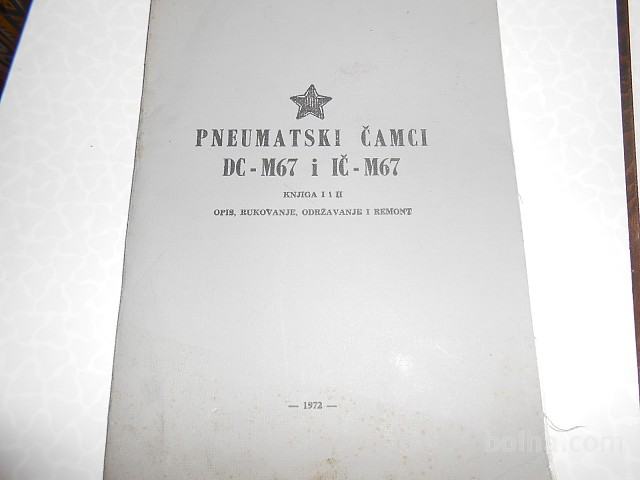 PNEUMATSKI ČAMCI
DC - M67 i IČ - M67
KNJIGA I i II
OPIS, RUKOVANJE, ODRŽAVANJE I REMONT
— 1972 —
bolha.com